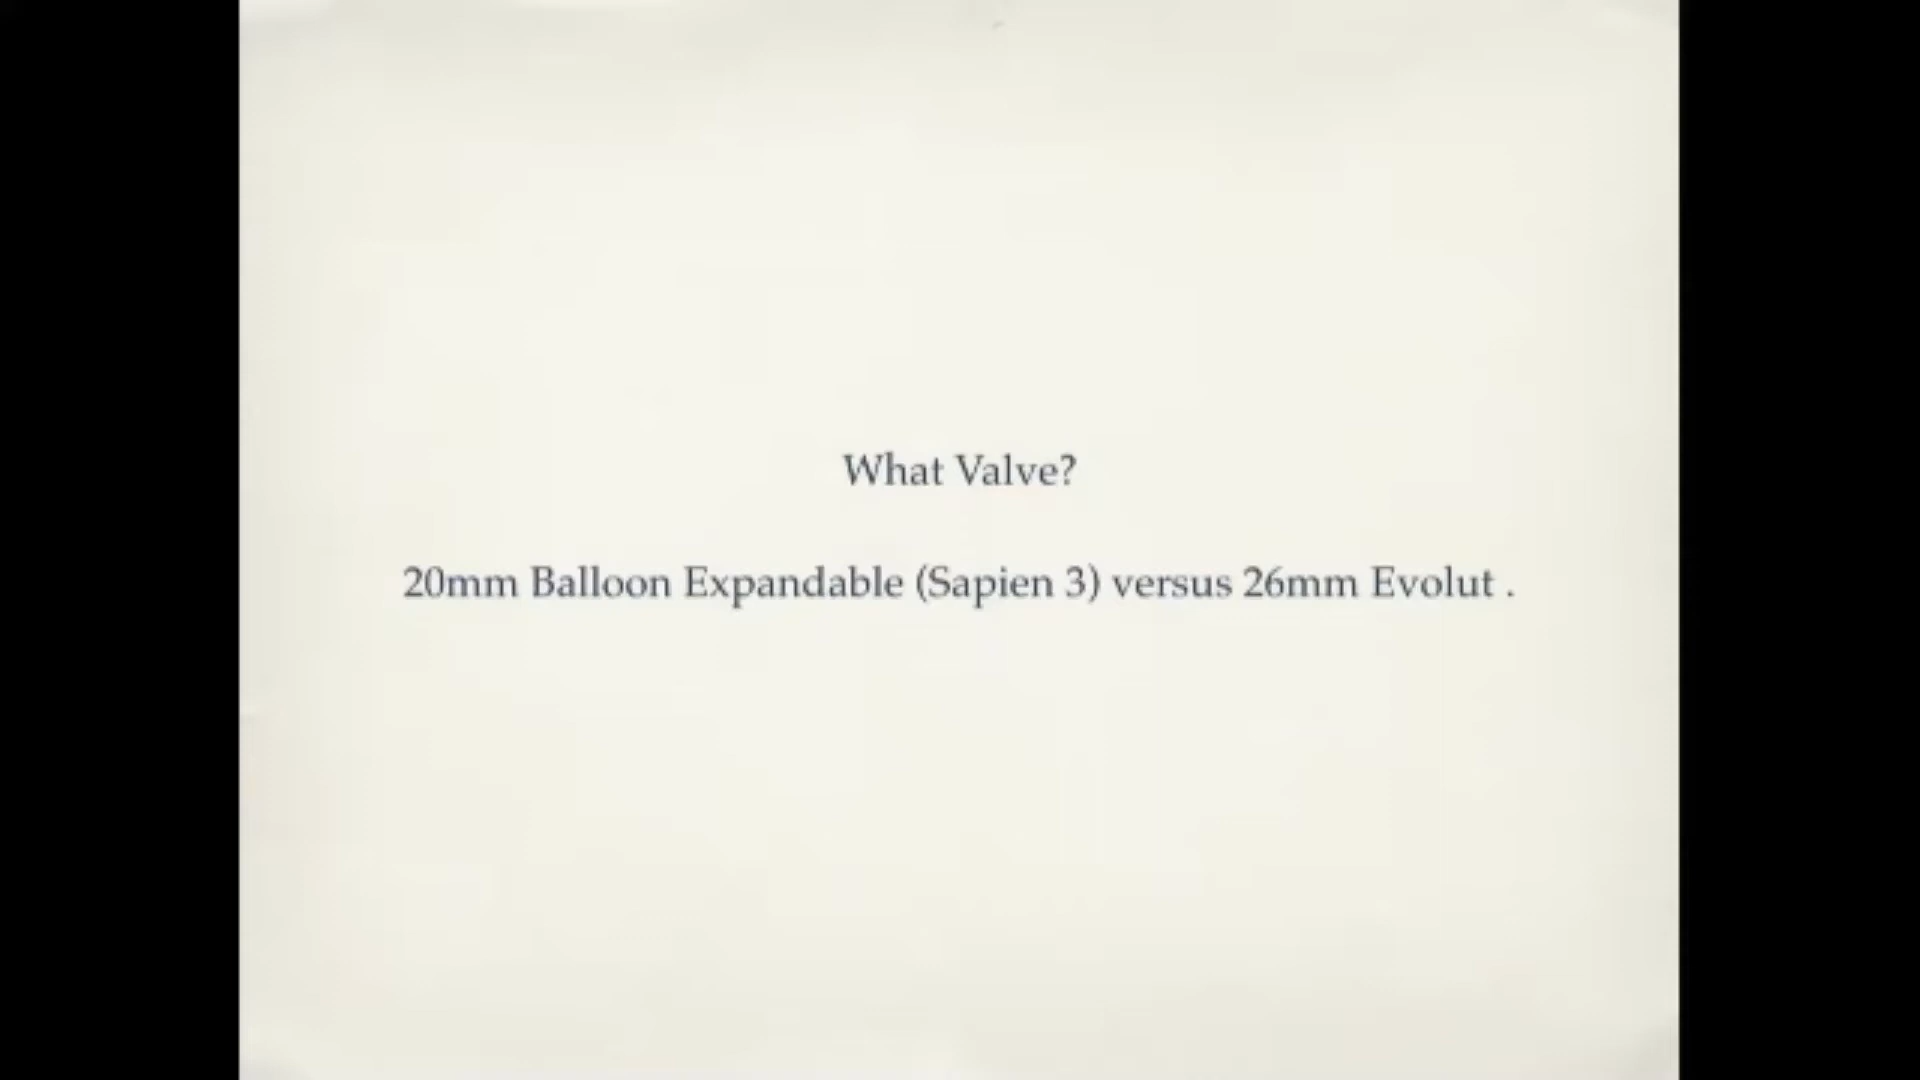 What Valve?
20mm Balloon Expandable (Sapien 3) versus 26mm Evolut .